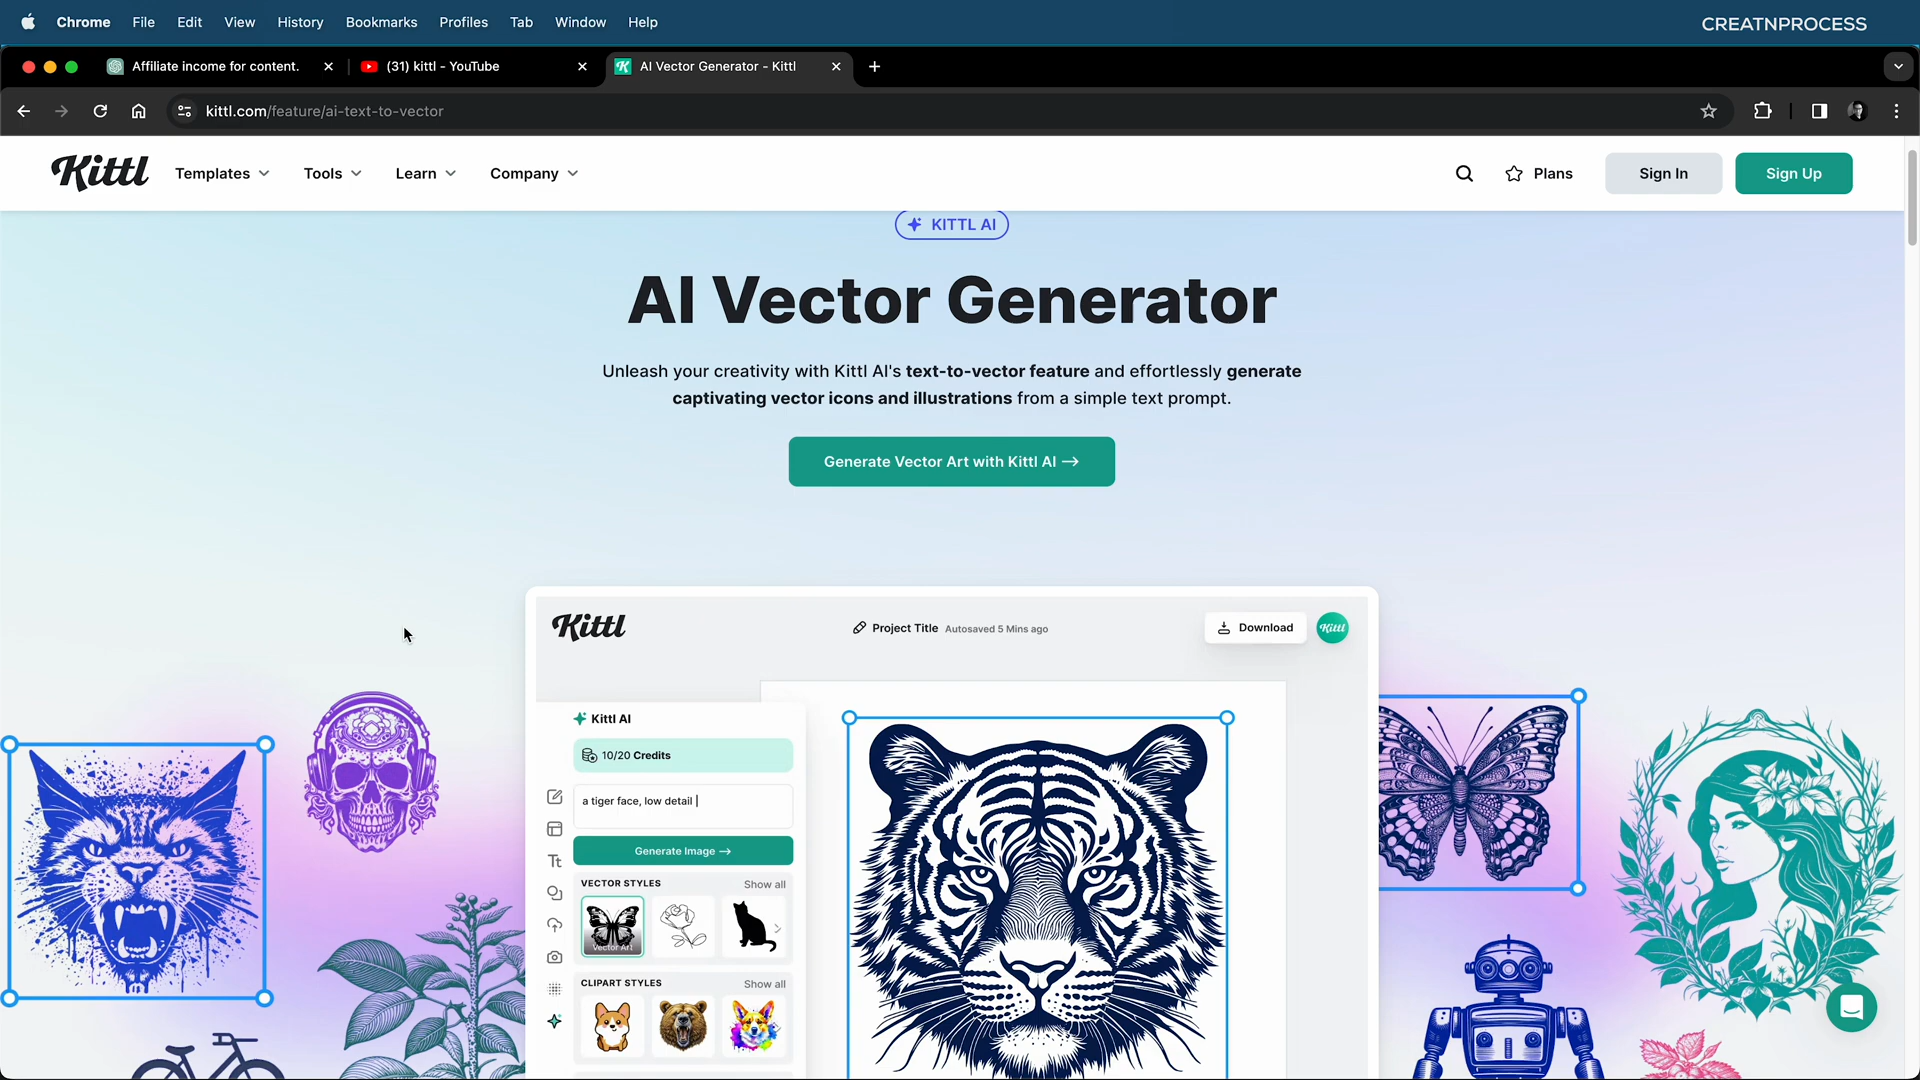 Chrome File Edit View History Bookmarks Profiles Tab Window Help
CREATNPROCESS
Affiliate income for content.
(31) kittl - YouTube
AI Vector Generator - Kittl
kittl.com/feature/ai-text-to-vector
Kittl
Templates Tools Learn Company
Plans
Sign In
Sign Up
KITTL AI
AI Vector Generator
Unleash your creativity with Kittl AI's text-to-vector feature and effortlessly generate
captivating vector icons and illustrations from a simple text prompt.
Generate Vector Art with Kittl AI →
Kittl
Project Title Autosaved 5 Mins ago
Download
Kittl
Kittl AI
10/20 Credits
a tiger face, low detail |
Generate Image →
VECTOR STYLES Show all
Vector Art
CLIPART STYLES Show all
Tt